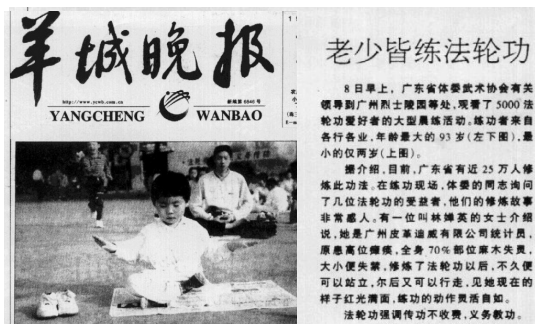 羊城晚报
http://www.ycwb.com.cn
YANGCHENG
WANBAO
老少皆练法轮功
8日早上，广东省体委武术协会有关
领导到广州烈士陵园等处，观看了5000法
轮功爱好者的大型晨练活动。练功者来自
各行各业，年龄最大的93岁（左下图），最
小的仅两岁（上图）。
据介绍，目前，广东省有近25万人修
炼此功法。在练功现场，体委的同志询问
了几位法轮功的受益者，他们的修炼故事
非常感人。有一位叫林婵英的女士介绍
说，她是广州皮革迪威有限公司统计员，
原患高位瘫痪，全身70%部位麻木失灵，
大小便失禁，修炼了法轮功以后，不久便
可以站立，尔后又可以行走，见她现在的
样子红光满面，练功的动作灵活自如。
法轮功强调传功不收费，义务教功。